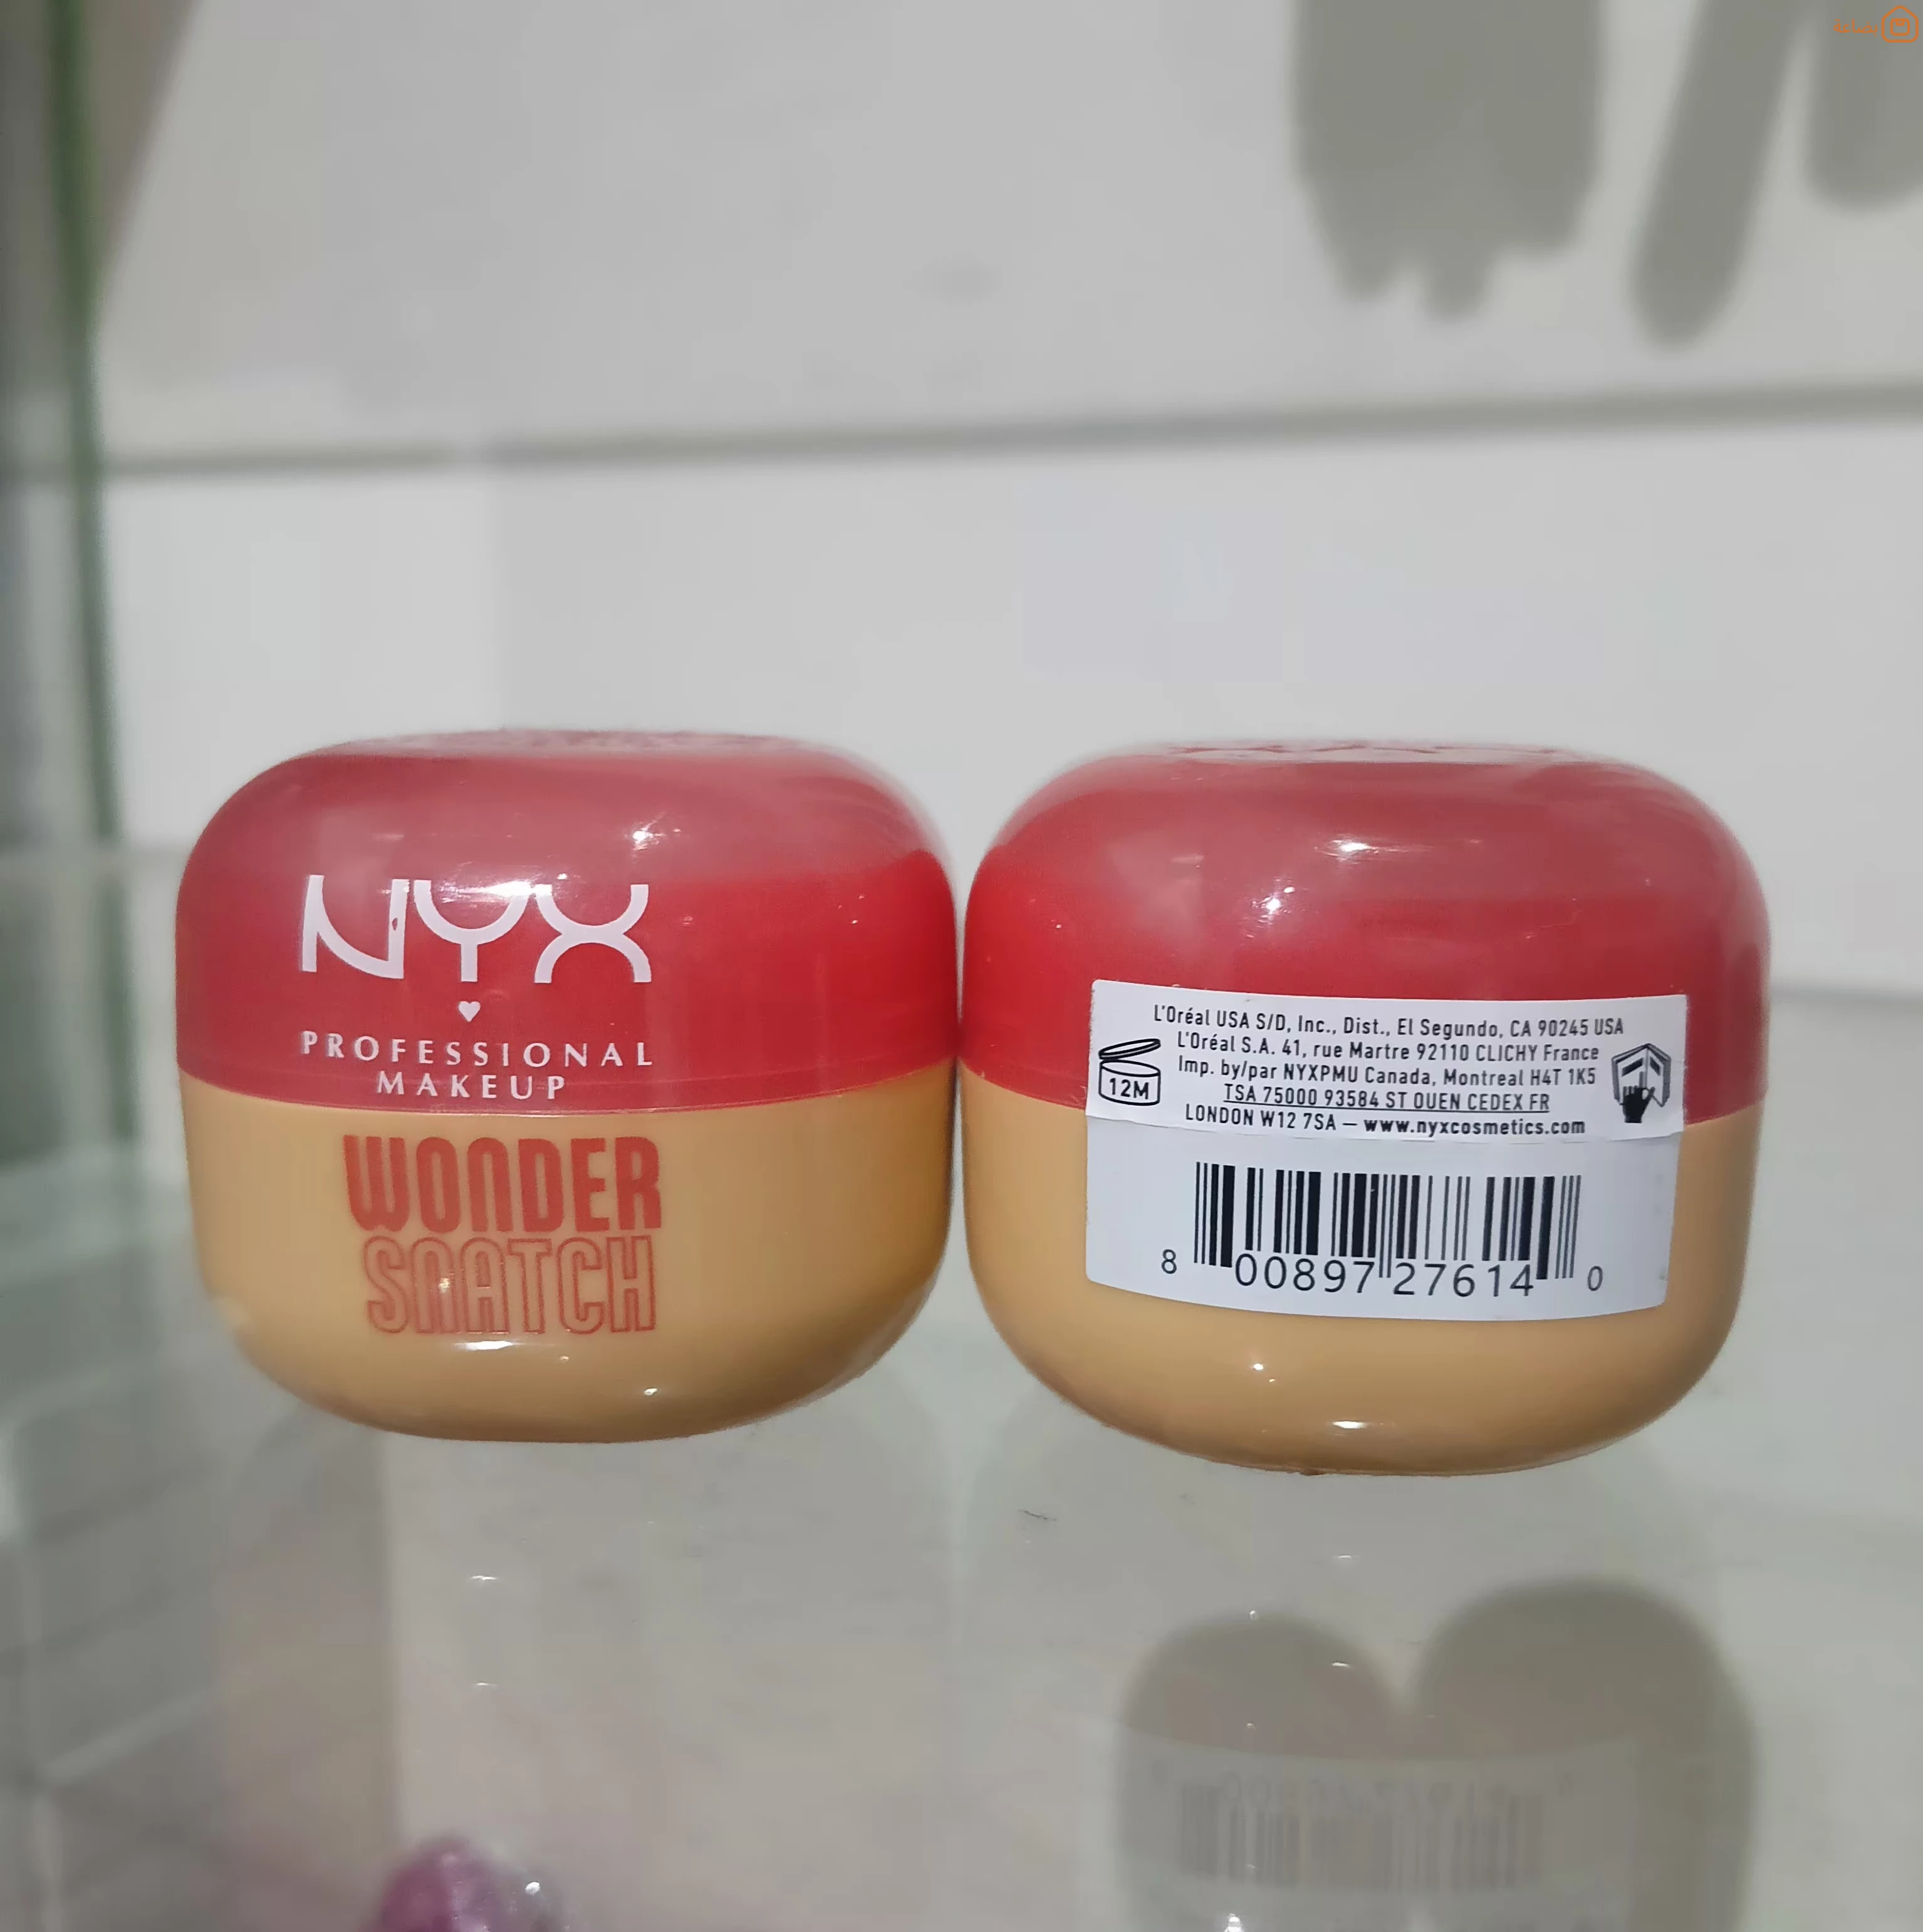 بضاعة
NYX
PROFESSIONAL
MAKEUP
WONDER
SNATCH
L'Oréal USA S/D, Inc., Dist., El Segundo, CA 90245 USA
L'Oréal S.A. 41, rue Martre 92110 CLICHY France
Imp. by/par NYXPMU Canada, Montreal H4T 1K5
TSA 75000 93584 ST OUEN CEDEX FR
LONDON W12 7SA – www.nyxcosmetics.com
12M
8 00897 27614 0